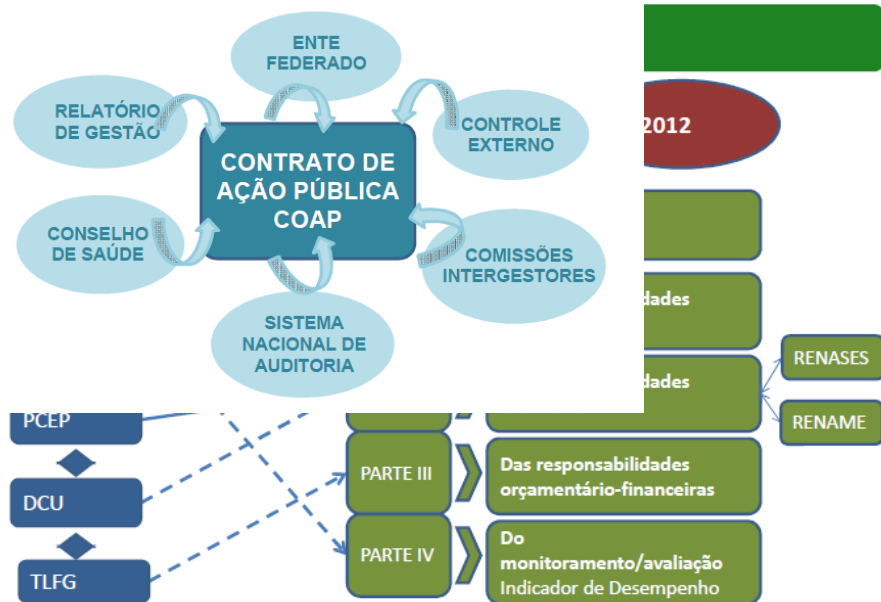 ENTE
FEDERADO
RELATÓRIO
DE GESTÃO
CONTROLE
EXTERNO
CONTRATO DE
AÇÃO PÚBLICA
COAP
CONSELHO
DE SAÚDE
COMISSÕES
INTERGESTORES
SISTEMA
NACIONAL DE
AUDITORIA
2012
dades
dades
RENASES
RENAME
PCEP
DCU
TLFG
PARTE III
Das responsabilidades
orçamentário-financeiras
PARTE IV
Do
monitoramento/avaliação
Indicador de Desempenho